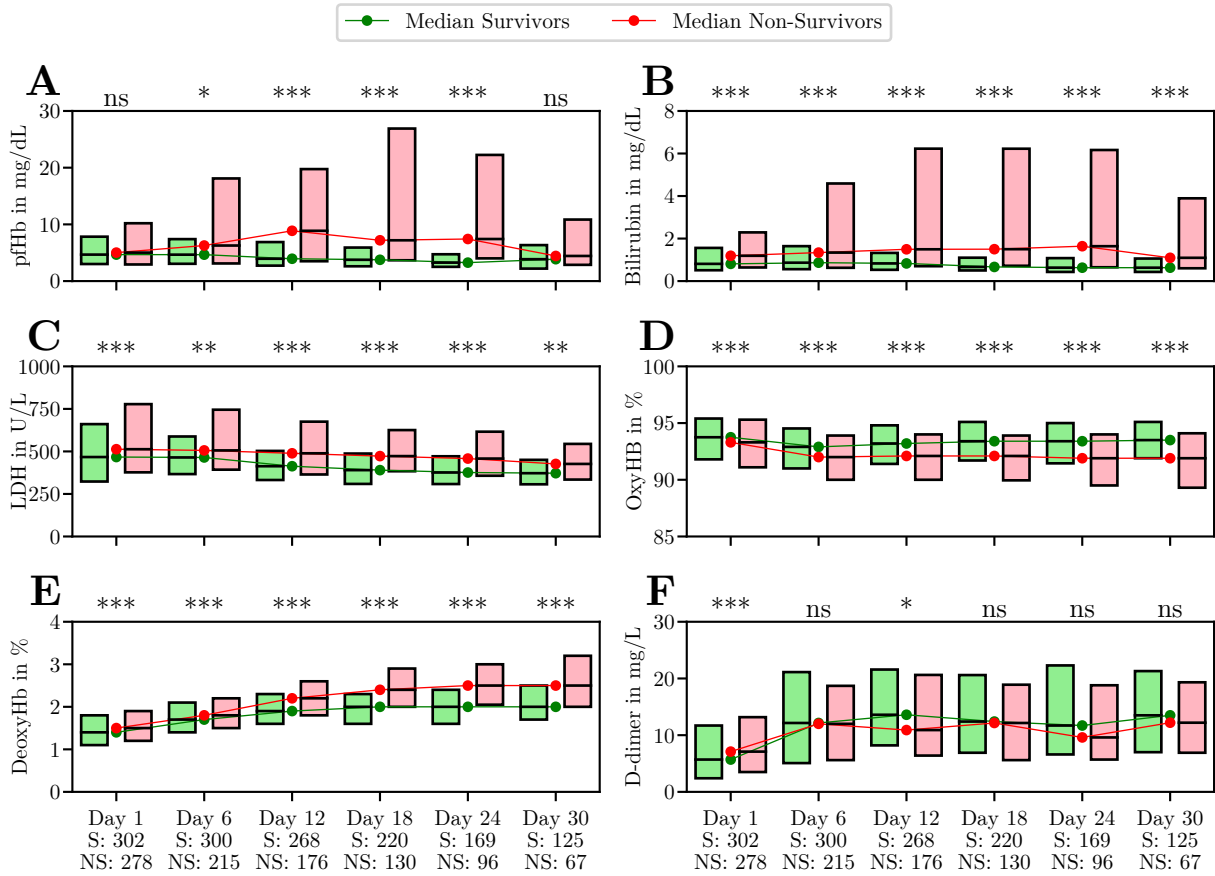 Median Survivors Median Non-Survivors
A
ns * *** *** *** ns
pfHb in mg/dL
30
20
10
0
B
*** *** *** *** *** ***
Bilirubin in mg/dL
8
6
4
2
0
C
*** ** *** *** *** **
LDH in U/L
1000
750
500
250
0
D
*** *** *** *** *** ***
OxyHB in %
100
95
90
85
E
*** *** *** *** *** ***
DeoxyHb in %
4
3
2
1
0
Day 1 Day 6 Day 12 Day 18 Day 24 Day 30
S: 302 S: 300 S: 268 S: 220 S: 169 S: 125
NS: 278 NS: 215 NS: 176 NS: 130 NS: 96 NS: 67
F
*** ns * ns ns ns
D-dimer in mg/L
30
20
10
0
Day 1 Day 6 Day 12 Day 18 Day 24 Day 30
S: 302 S: 300 S: 268 S: 220 S: 169 S: 125
NS: 278 NS: 215 NS: 176 NS: 130 NS: 96 NS: 67